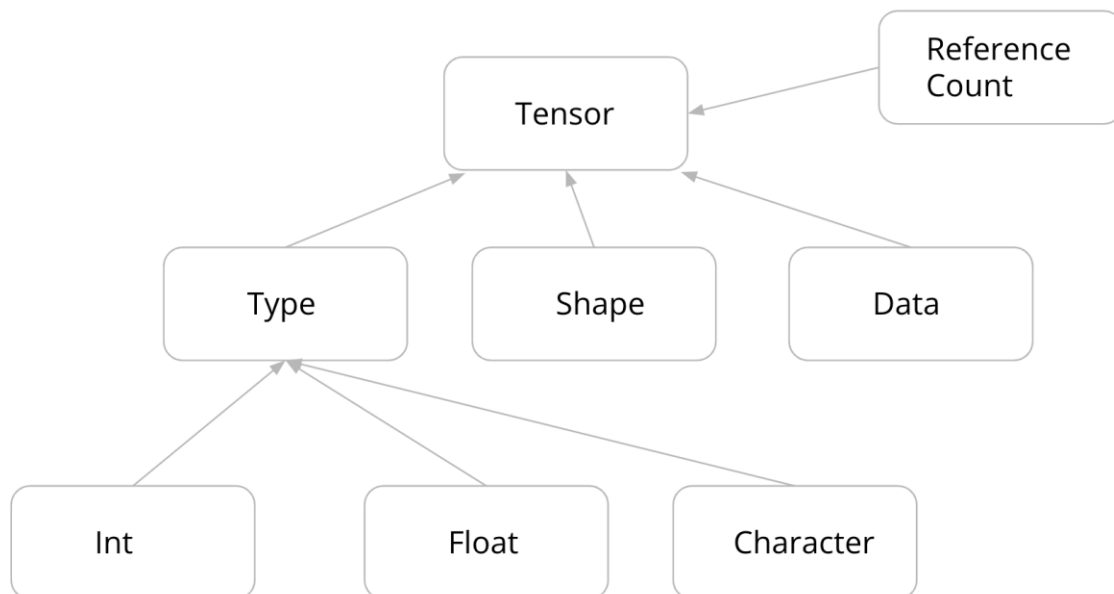 Reference
Count
Tensor
Type
Shape
Data
Int
Float
Character